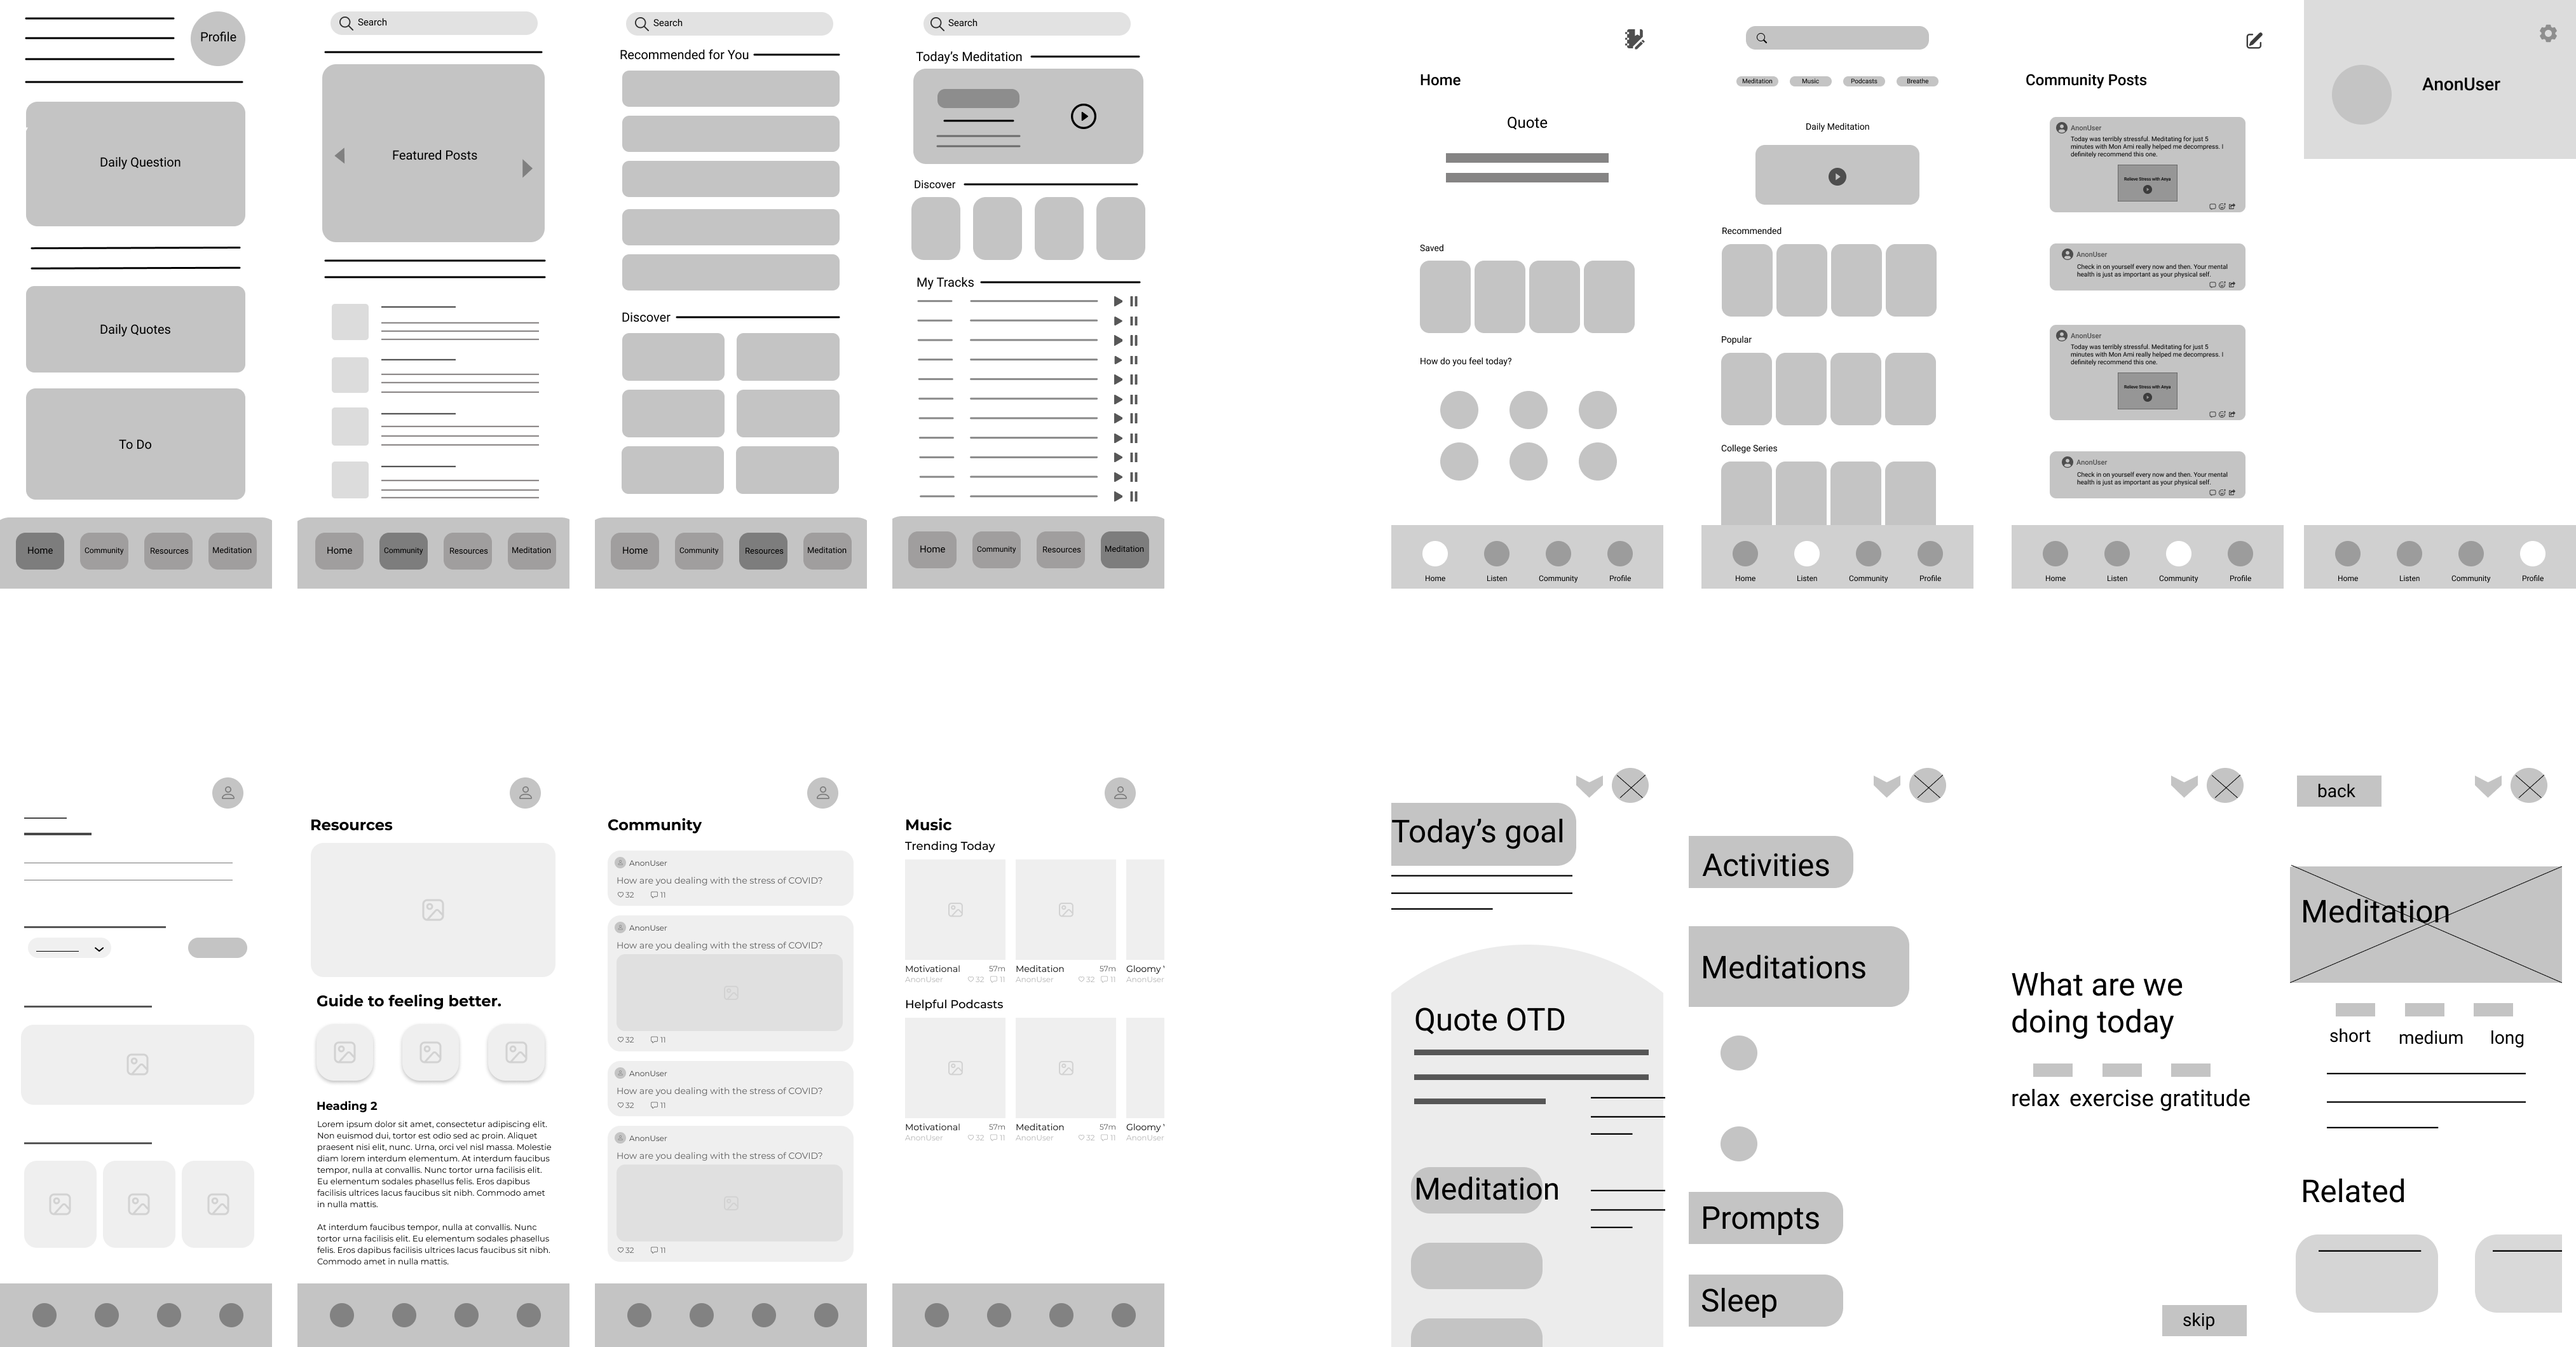 Profile
Daily Question
Daily Quotes
To Do
Home
Community
Resources
Meditation
Search
Featured Posts
Home
Community
Resources
Meditation
Search
Recommended for You
Discover
Home
Community
Resources
Meditation
Search
Today's Meditation
Discover
My Tracks
Home
Community
Resources
Meditation
Home
Quote
Saved
How do you feel today?
Home
Listen
Community
Profile
Meditation
Music
Podcasts
Breathe
Daily Meditation
Recommended
Popular
College Series
Home
Listen
Community
Profile
Community Posts
AnonUser
Today was terribly stressful. Meditating for just 5
minutes with Mon Ami really helped me decompress. I
definitely recommend this one.
Relieve Stress with Anya
AnonUser
Check in on yourself every now and then. Your mental
health is just as important as your physical self.
AnonUser
Today was terribly stressful. Meditating for just 5
minutes with Mon Ami really helped me decompress. I
definitely recommend this one.
Relieve Stress with Anya
AnonUser
Check in on yourself every now and then. Your mental
health is just as important as your physical self.
Home
Listen
Community
Profile
AnonUser
Home
Listen
Community
Profile
Resources
Guide to feeling better.
Heading 2
Lorem ipsum dolor sit amet, consectetur adipiscing elit.
Non euismod dui, tortor est odio sed ac proin. Aliquet
praesent nisi elit, nunc. Urna, orci vel nisl massa. Molestie
diam lorem interdum elementum. At interdum faucibus
tempor, nulla at convallis. Nunc tortor urna facilisis elit.
Eu elementum sodales phasellus felis. Eros dapibus
facilisis ultrices lacus faucibus sit nibh. Commodo amet
in nulla mattis.
At interdum faucibus tempor, nulla at convallis. Nunc
tortor urna facilisis elit. Eu elementum sodales phasellus
felis. Eros dapibus facilisis ultrices lacus faucibus sit nibh.
Commodo amet in nulla mattis.
Community
AnonUser
How are you dealing with the stress of COVID?
32 11
AnonUser
How are you dealing with the stress of COVID?
32 11
AnonUser
How are you dealing with the stress of COVID?
32 11
AnonUser
How are you dealing with the stress of COVID?
32 11
Music
Trending Today
Motivational 57m
AnonUser 32 11
Meditation 57m
AnonUser 32 11
Gloomy
AnonUser
Helpful Podcasts
Motivational 57m
AnonUser 32 11
Meditation 57m
AnonUser 32 11
Gloomy
AnonUser
Today's goal
Quote OTD
Meditation
Activities
Meditations
Prompts
Sleep
What are we
doing today
relax exercise gratitude
skip
back
Meditation
short medium long
Related